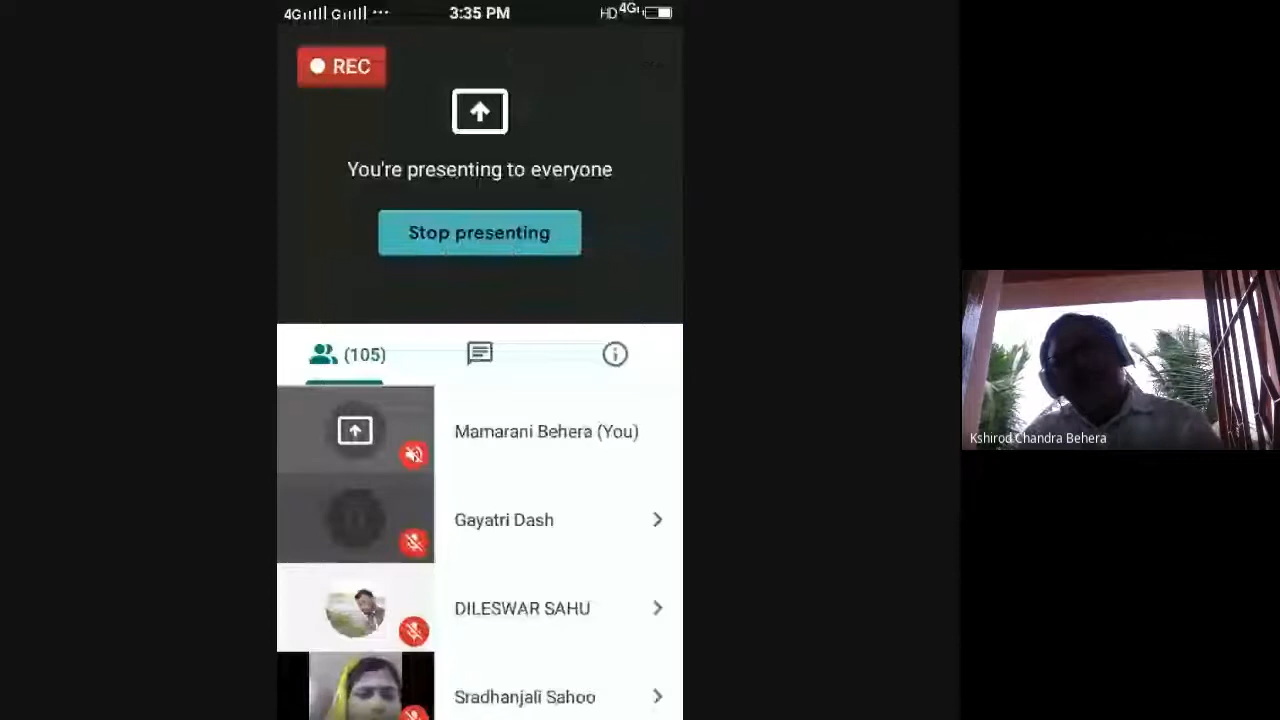 4G G ••• 3:35 PM HD 4G
REC
You're presenting to everyone
Stop presenting
(105)
Mamarani Behera (You)
Gayatri Dash
DILESWAR SAHU
Sradhanjali Sahoo
Kshirod Chandra Behera